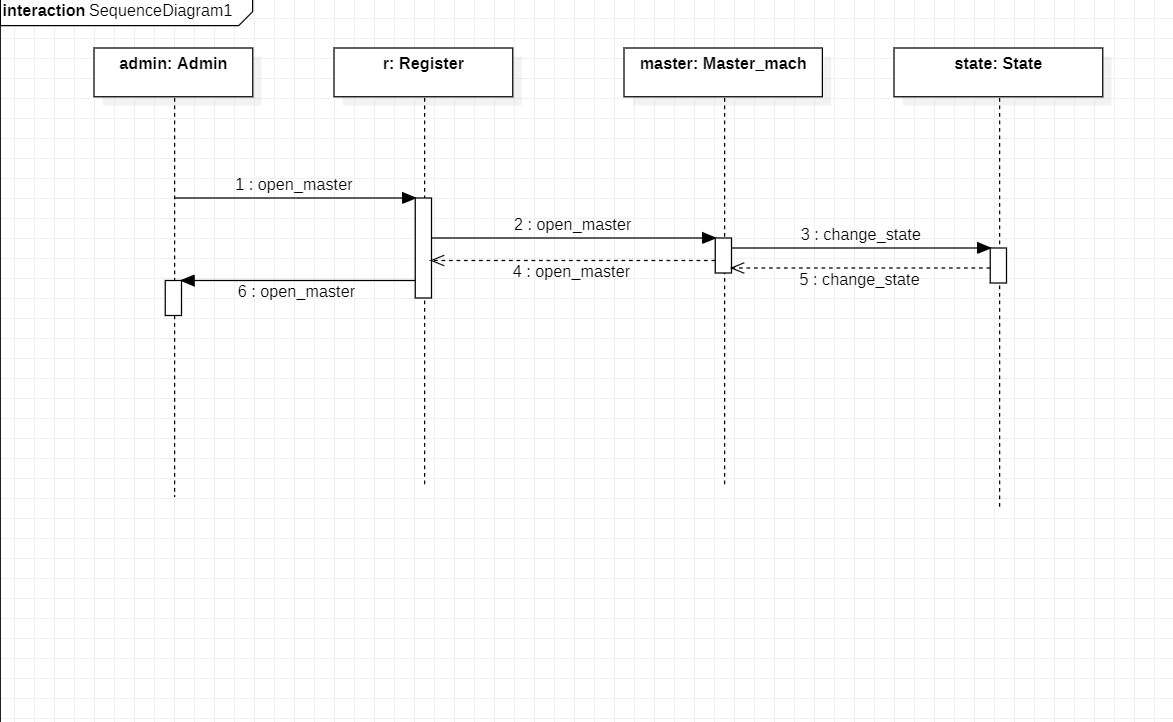 interaction SequenceDiagram1
admin: Admin
r: Register
master: Master_mach
state: State
1 : open_master
2 : open_master
3 : change_state
4 : open_master
5 : change_state
6 : open_master